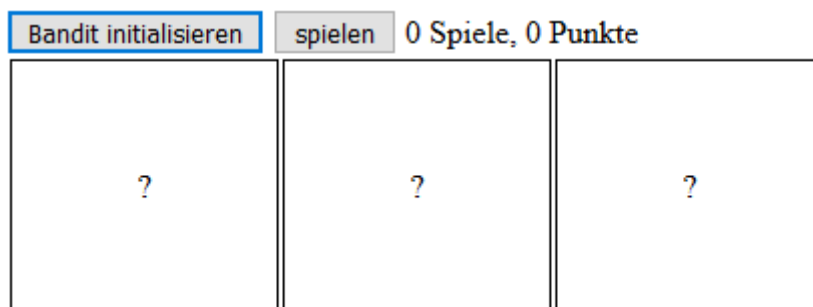 Bandit initialisieren spielen 0 Spiele, 0 Punkte
? ? ?